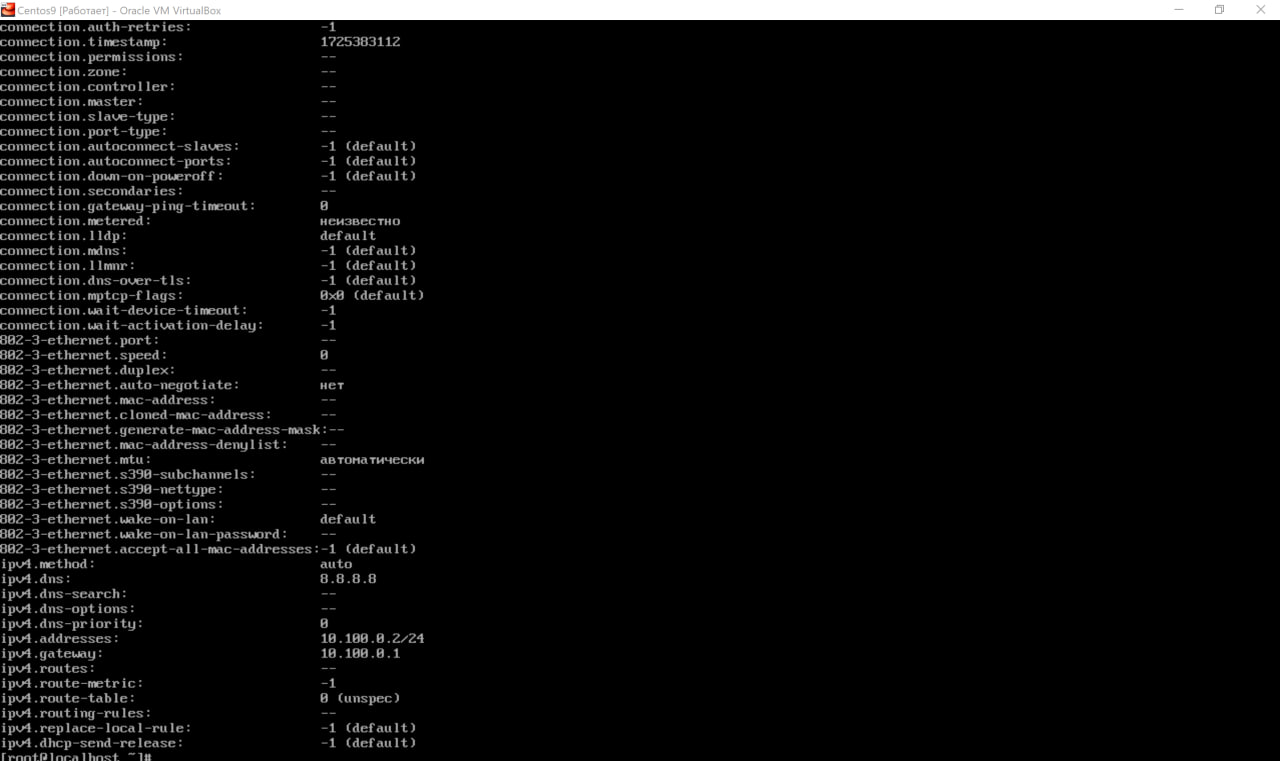 Centos9 [Работает] - Oracle VM VirtualBox
connection.auth-retries: -1
connection.timestamp: 1725383112
connection.permissions: --
connection.zone: --
connection.controller: --
connection.master: --
connection.slave-type: --
connection.port-type: --
connection.autoconnect-slaves: -1 (default)
connection.autoconnect-ports: -1 (default)
connection.down-on-poweroff: -1 (default)
connection.secondaries: --
connection.gateway-ping-timeout: 0
connection.metered: неизвестно
connection.lldp: default
connection.mdns: -1 (default)
connection.llmnr: -1 (default)
connection.dns-over-tls: -1 (default)
connection.mptcp-flags: 0x0 (default)
connection.wait-device-timeout: -1
connection.wait-activation-delay: -1
802-3-ethernet.port: --
802-3-ethernet.speed: 0
802-3-ethernet.duplex: --
802-3-ethernet.auto-negotiate: нет
802-3-ethernet.mac-address: --
802-3-ethernet.cloned-mac-address: --
802-3-ethernet.generate-mac-address-mask:--
802-3-ethernet.mac-address-denylist: --
802-3-ethernet.mtu: автоматически
802-3-ethernet.s390-subchannels: --
802-3-ethernet.s390-nettype: --
802-3-ethernet.s390-options: --
802-3-ethernet.wake-on-lan: default
802-3-ethernet.wake-on-lan-password: --
802-3-ethernet.accept-all-mac-addresses:-1 (default)
ipv4.method: auto
ipv4.dns: 8.8.8.8
ipv4.dns-search: --
ipv4.dns-options: --
ipv4.dns-priority: 0
ipv4.addresses: 10.100.0.2/24
ipv4.gateway: 10.100.0.1
ipv4.routes: --
ipv4.route-metric: -1
ipv4.route-table: 0 (unspec)
ipv4.routing-rules: --
ipv4.replace-local-rule: -1 (default)
ipv4.dhcp-send-release: -1 (default)
[root@localhost ~]#